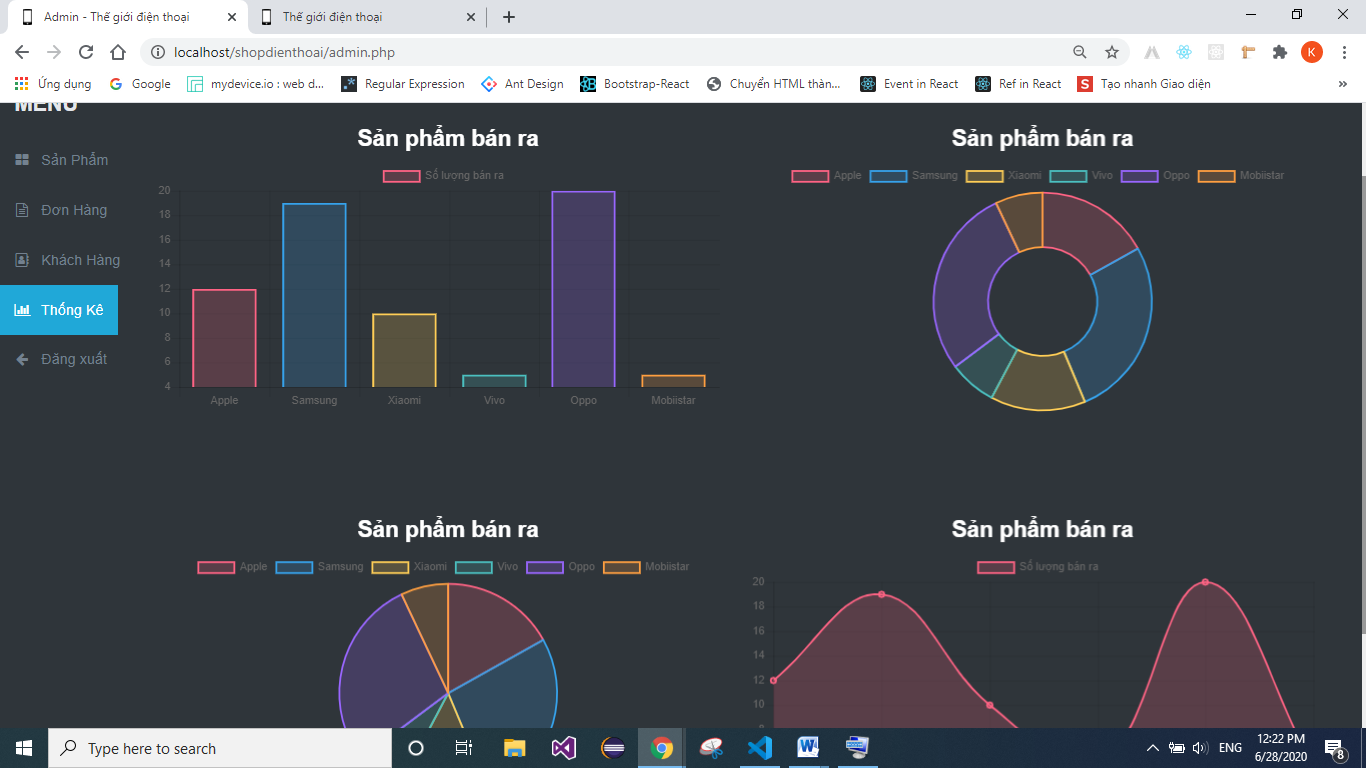 Admin - Thế giới điện thoại
Thế giới điện thoại
localhost/shopdienthoai/admin.php
K
Ứng dụng
Google
mydevice.io : web d...
Regular Expression
Ant Design
Bootstrap-React
Chuyển HTML thàn...
Event in React
Ref in React
Tạo nhanh Giao diện
»
MENU
Sản Phẩm
Đơn Hàng
Khách Hàng
Thống Kê
Đăng xuất
Sản phẩm bán ra
Số lượng bán ra
20
18
16
14
12
10
8
6
4
Apple Samsung Xiaomi Vivo Oppo Mobiistar
Sản phẩm bán ra
Apple Samsung Xiaomi Vivo Oppo Mobiistar
Sản phẩm bán ra
Apple Samsung Xiaomi Vivo Oppo Mobiistar
Sản phẩm bán ra
Số lượng bán ra
20
18
16
14
12
10
Type here to search
ENG
12:22 PM
6/28/2020
8